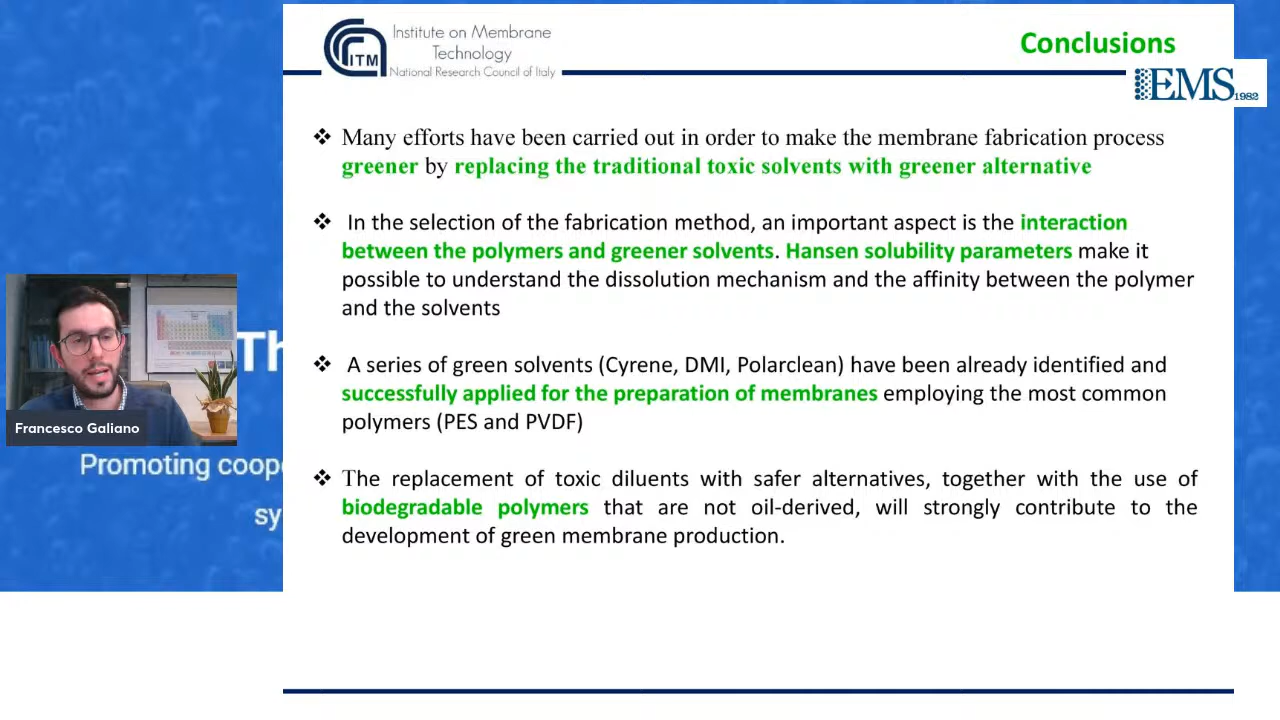 Institute on Membrane
Technology
National Research Council of Italy
ITM
Conclusions
EMS 1982
❖ Many efforts have been carried out in order to make the membrane fabrication process
greener by replacing the traditional toxic solvents with greener alternative
❖ In the selection of the fabrication method, an important aspect is the interaction
between the polymers and greener solvents. Hansen solubility parameters make it
possible to understand the dissolution mechanism and the affinity between the polymer
and the solvents
❖ A series of green solvents (Cyrene, DMI, Polarclean) have been already identified and
successfully applied for the preparation of membranes employing the most common
polymers (PES and PVDF)
❖ The replacement of toxic diluents with safer alternatives, together with the use of
biodegradable polymers that are not oil-derived, will strongly contribute to the
development of green membrane production.
Th
Francesco Galiano
Promoting coope
sy